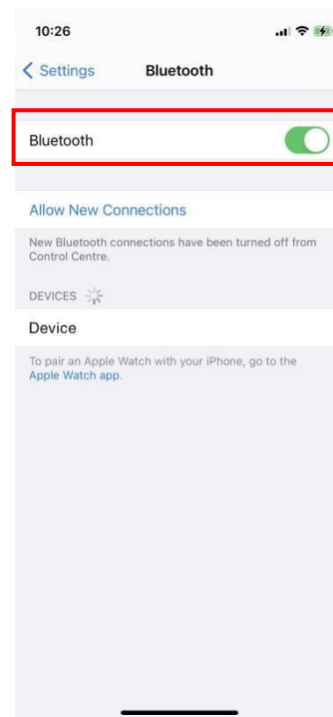 10:26
Settings
Bluetooth
Bluetooth
Allow New Connections
New Bluetooth connections have been turned off from
Control Centre.
DEVICES
Device
To pair an Apple Watch with your iPhone, go to the
Apple Watch app.